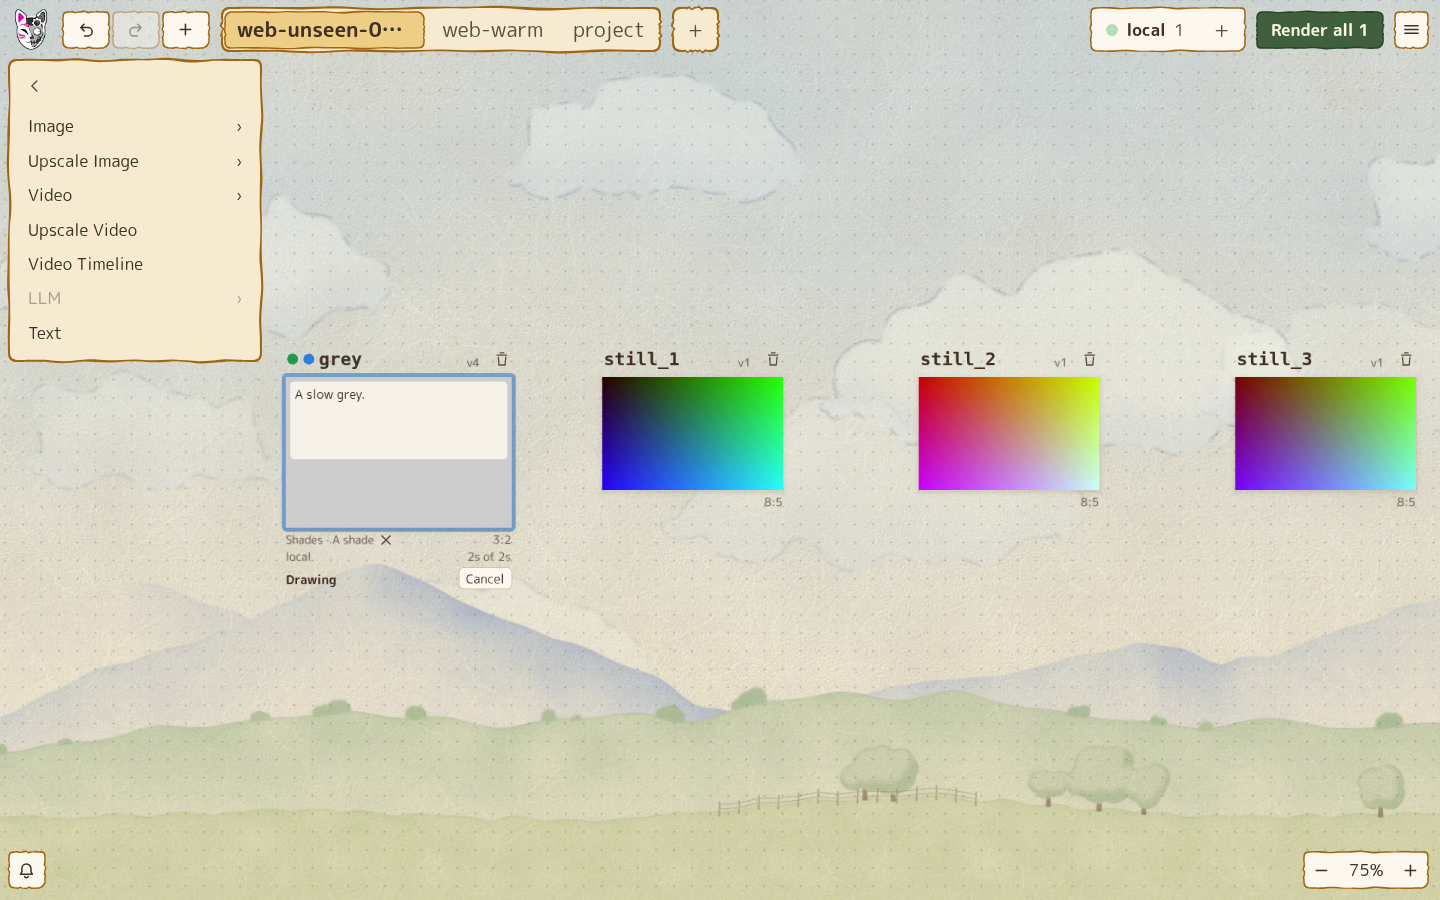 web-unseen-0···
web-warm
project
local 1
Render all 1
Image
Upscale Image
Video
Upscale Video
Video Timeline
LLM
Text
grey
v4
A slow grey.
Shades · A shade
3:2
local
2s of 2s
Drawing
Cancel
still_1
v1
8:5
still_2
v1
8:5
still_3
v1
8:5
75%